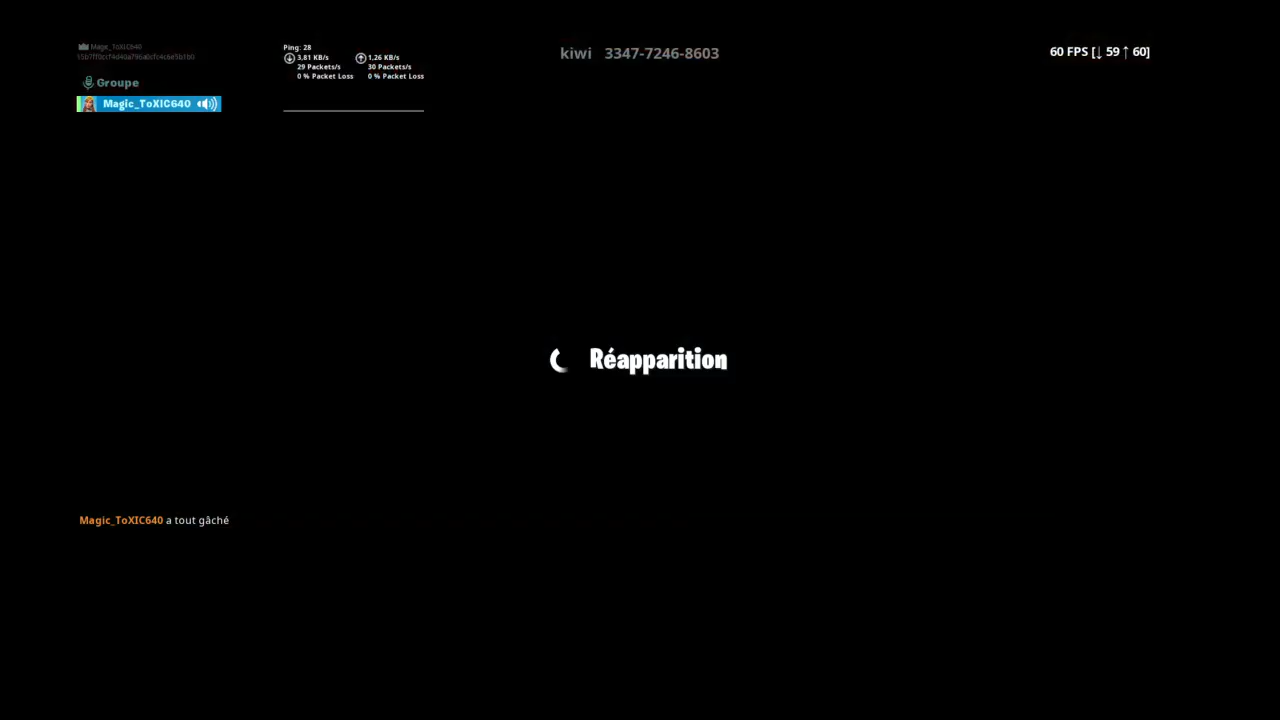 Magic_ToXIC640
Groupe
Magic_ToXIC640
Ping: 28
3,81 KB/s
29 Packets/s
0 % Packet Loss
1,26 KB/s
30 Packets/s
0 % Packet Loss
kiwi 3347-7246-8603
60 FPS [↓ 59 ↑ 60]
Réapparition
Magic_ToXIC640 a tout gâché